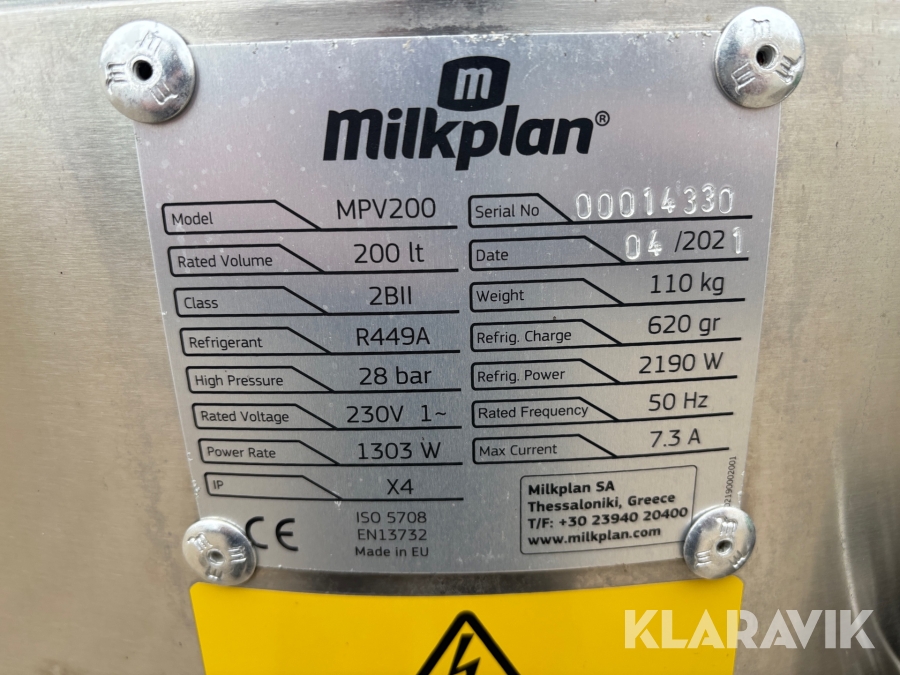 m
milkplan®
Model MPV200
Rated Volume 200 lt
Class 2BII
Refrigerant R449A
High Pressure 28 bar
Rated Voltage 230V 1~
Power Rate 1303 W
IP X4
Serial No 00014330
Date 04 /2021
Weight 110 kg
Refrig. Charge 620 gr
Refrig. Power 2190 W
Rated Frequency 50 Hz
Max Current 7.3 A
CE
ISO 5708
EN13732
Made in EU
Milkplan SA
Thessaloniki, Greece
T/F: +30 23940 20400
www.milkplan.com
KLARAVIK